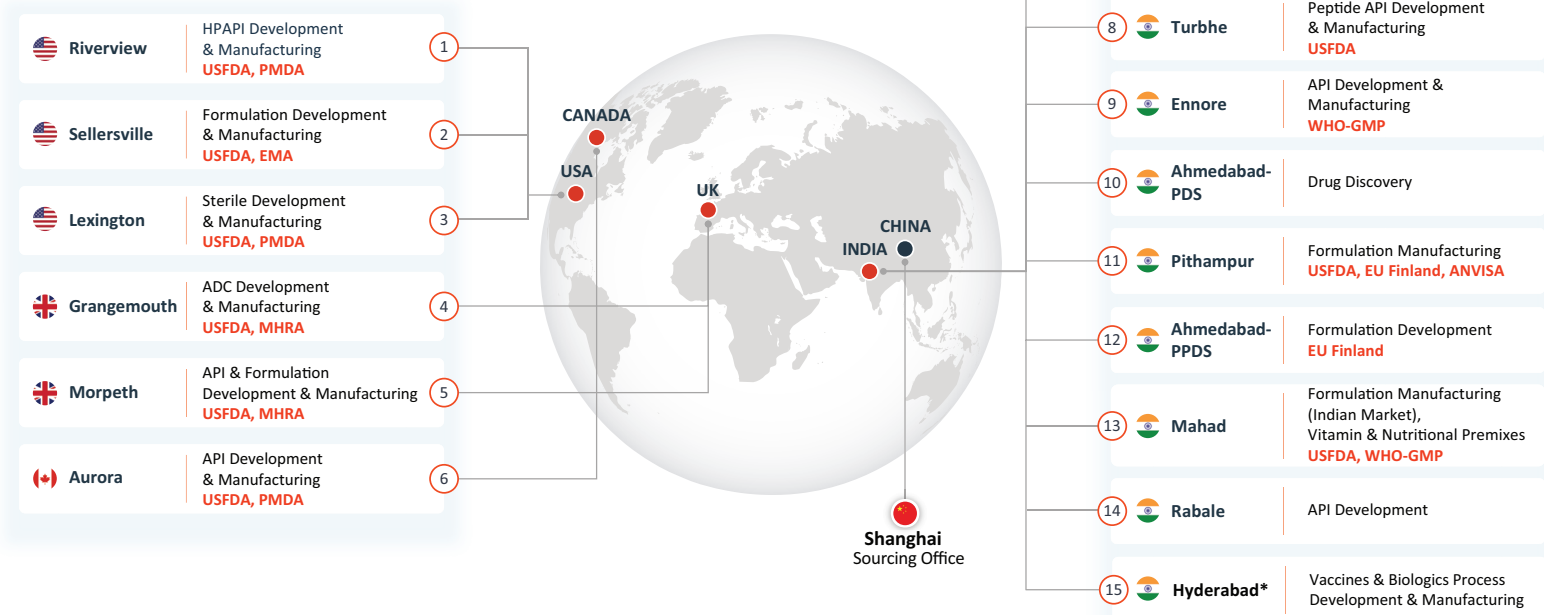 Riverview
HPAPI Development
& Manufacturing
USFDA, PMDA
1
Sellersville
Formulation Development
& Manufacturing
USFDA, EMA
2
Lexington
Sterile Development
& Manufacturing
USFDA, PMDA
3
Grangemouth
ADC Development
& Manufacturing
USFDA, MHRA
4
Morpeth
API & Formulation
Development & Manufacturing
USFDA, MHRA
5
Aurora
API Development
& Manufacturing
USFDA, PMDA
6
CANADA
USA
UK
CHINA
INDIA
Shanghai
Sourcing Office
8
Turbhe
Peptide API Development
& Manufacturing
USFDA
9
Ennore
API Development &
Manufacturing
WHO-GMP
10
Ahmedabad-
PDS
Drug Discovery
11
Pithampur
Formulation Manufacturing
USFDA, EU Finland, ANVISA
12
Ahmedabad-
PPDS
Formulation Development
EU Finland
13
Mahad
Formulation Manufacturing
(Indian Market),
Vitamin & Nutritional Premixes
USFDA, WHO-GMP
14
Rabale
API Development
15
Hyderabad*
Vaccines & Biologics Process
Development & Manufacturing